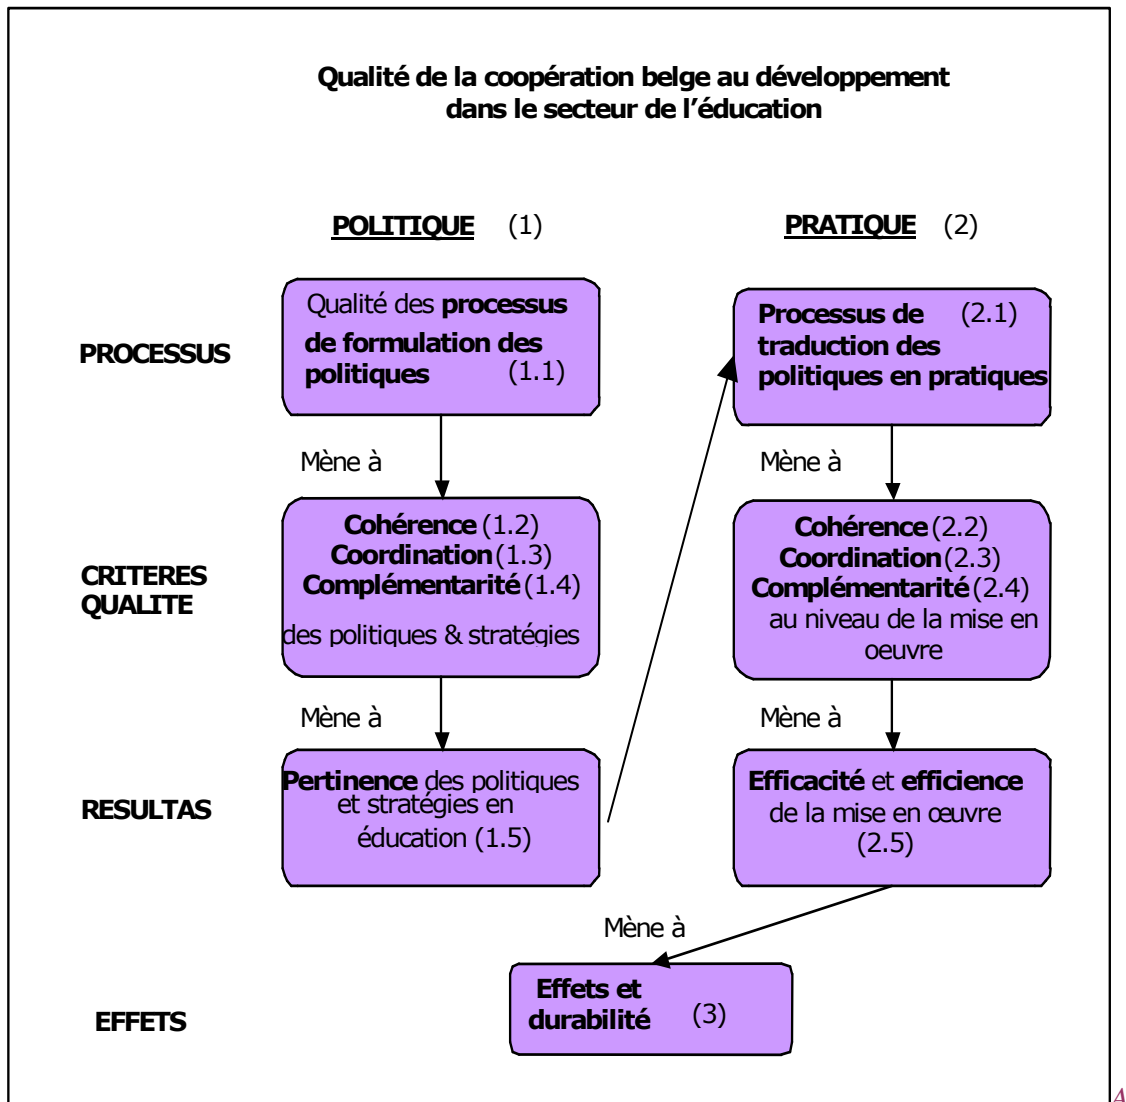 Qualité de la coopération belge au développement
dans le secteur de l’éducation
POLITIQUE (1)
PRATIQUE (2)
PROCESSUS
Qualité des processus
de formulation des
politiques (1.1)
Processus de (2.1)
traduction des
politiques en pratiques
Mène à
Mène à
CRITERES
QUALITE
Cohérence (1.2)
Coordination (1.3)
Complémentarité (1.4)
des politiques & stratégies
Cohérence (2.2)
Coordination (2.3)
Complémentarité (2.4)
au niveau de la mise en
oeuvre
Mène à
Mène à
RESULTAS
Pertinence des politiques
et stratégies en
éducation (1.5)
Efficacité et efficience
de la mise en œuvre
(2.5)
Mène à
EFFETS
Effets et
durabilité (3)
A